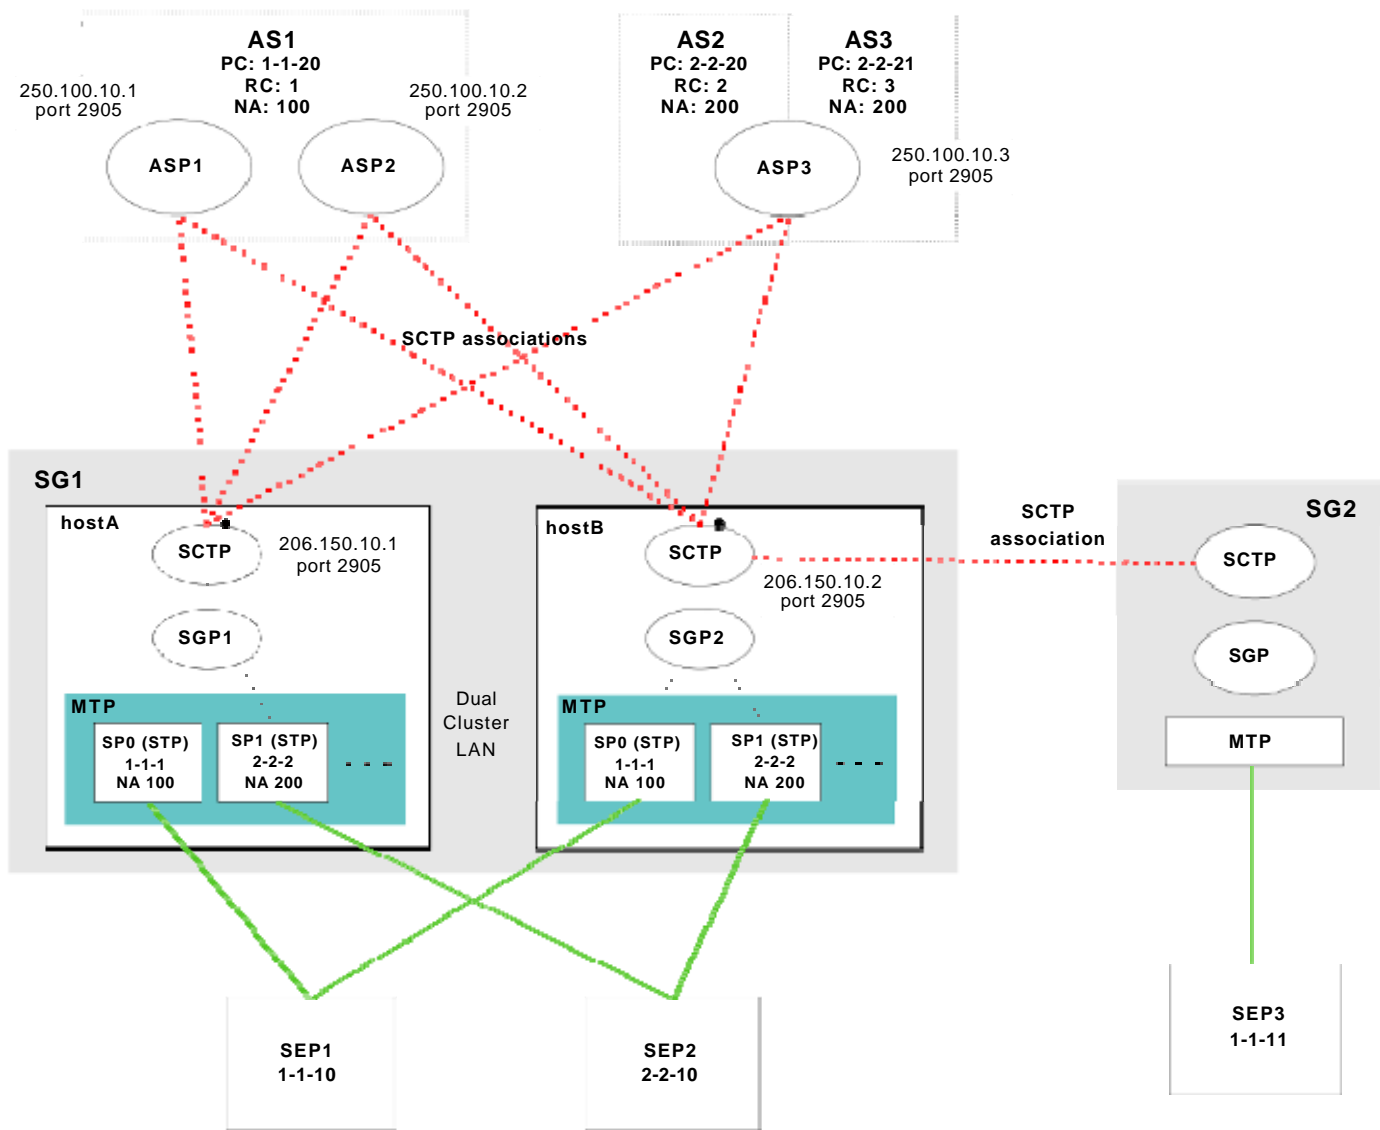 AS1
PC: 1-1-20
RC: 1
NA: 100
250.100.10.1
port 2905
250.100.10.2
port 2905
ASP1
ASP2
AS2
PC: 2-2-20
RC: 2
NA: 200
AS3
PC: 2-2-21
RC: 3
NA: 200
ASP3
250.100.10.3
port 2905
SCTP associations
SG1
hostA
SCTP
206.150.10.1
port 2905
SGP1
MTP
SP0 (STP)
1-1-1
NA 100
SP1 (STP)
2-2-2
NA 200
Dual
Cluster
LAN
hostB
SCTP
206.150.10.2
port 2905
SGP2
MTP
SP0 (STP)
1-1-1
NA 100
SP1 (STP)
2-2-2
NA 200
SCTP
association
SG2
SCTP
SGP
MTP
SEP1
1-1-10
SEP2
2-2-10
SEP3
1-1-11